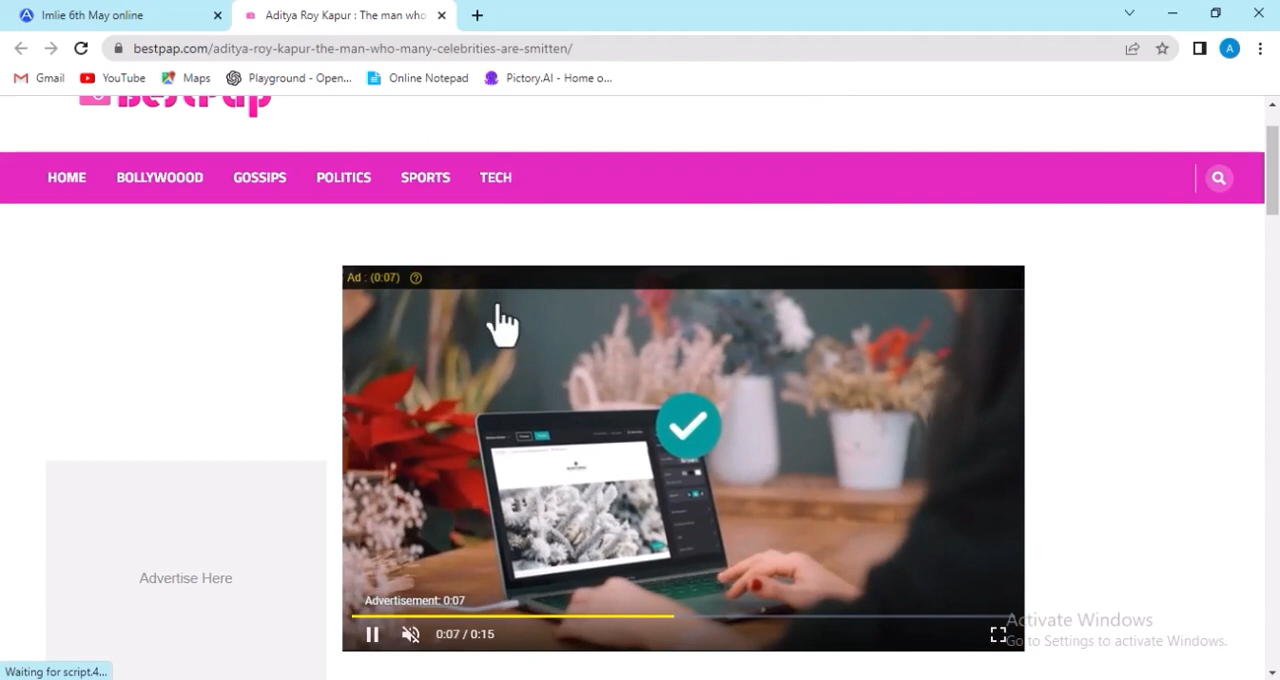 Imlie 6th May online
Aditya Roy Kapur : The man who
bestpap.com/aditya-roy-kapur-the-man-who-many-celebrities-are-smitten/
A
Gmail
YouTube
Maps
Playground - Open...
Online Notepad
Pictory.AI - Home o...
BestPap
HOME
BOLLYWOOOD
GOSSIPS
POLITICS
SPORTS
TECH
Ad : (0:07)
Advertise Here
Advertisement: 0:07
0:07 / 0:15
Activate Windows
Go to Settings to activate Windows.
Waiting for script.4...